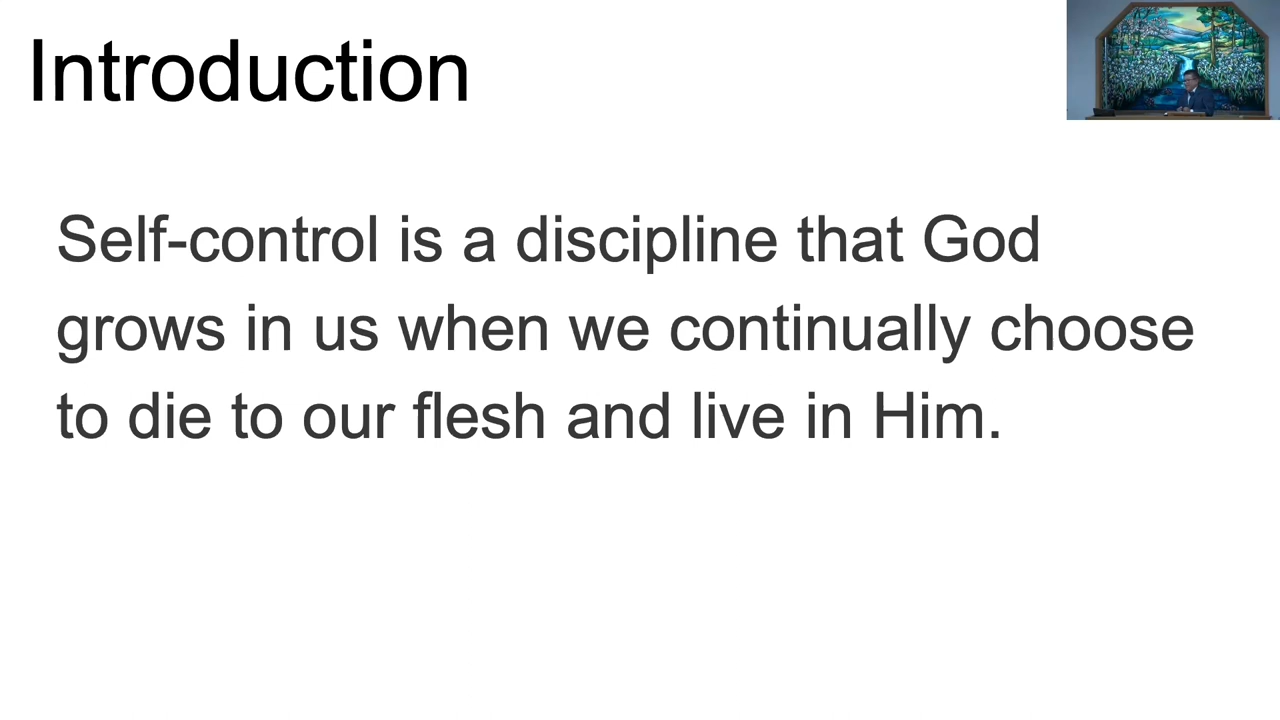 Introduction
Self-control is a discipline that God
grows in us when we continually choose
to die to our flesh and live in Him.